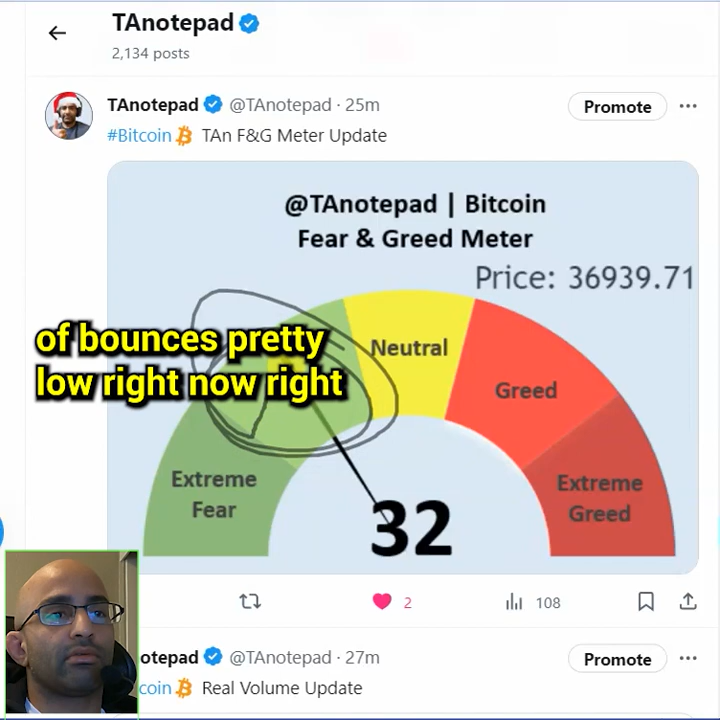 TAnotepad
2,134 posts
TAnotepad @TAnotepad · 25m
Promote
#Bitcoin TAn F&G Meter Update
@TAnotepad | Bitcoin
Fear & Greed Meter
Price: 36939.71
of bounces pretty
low right now right
Neutral
Greed
Extreme
Fear
Extreme
Greed
32
2
108
otepad @TAnotepad · 27m
Promote
coin Real Volume Update